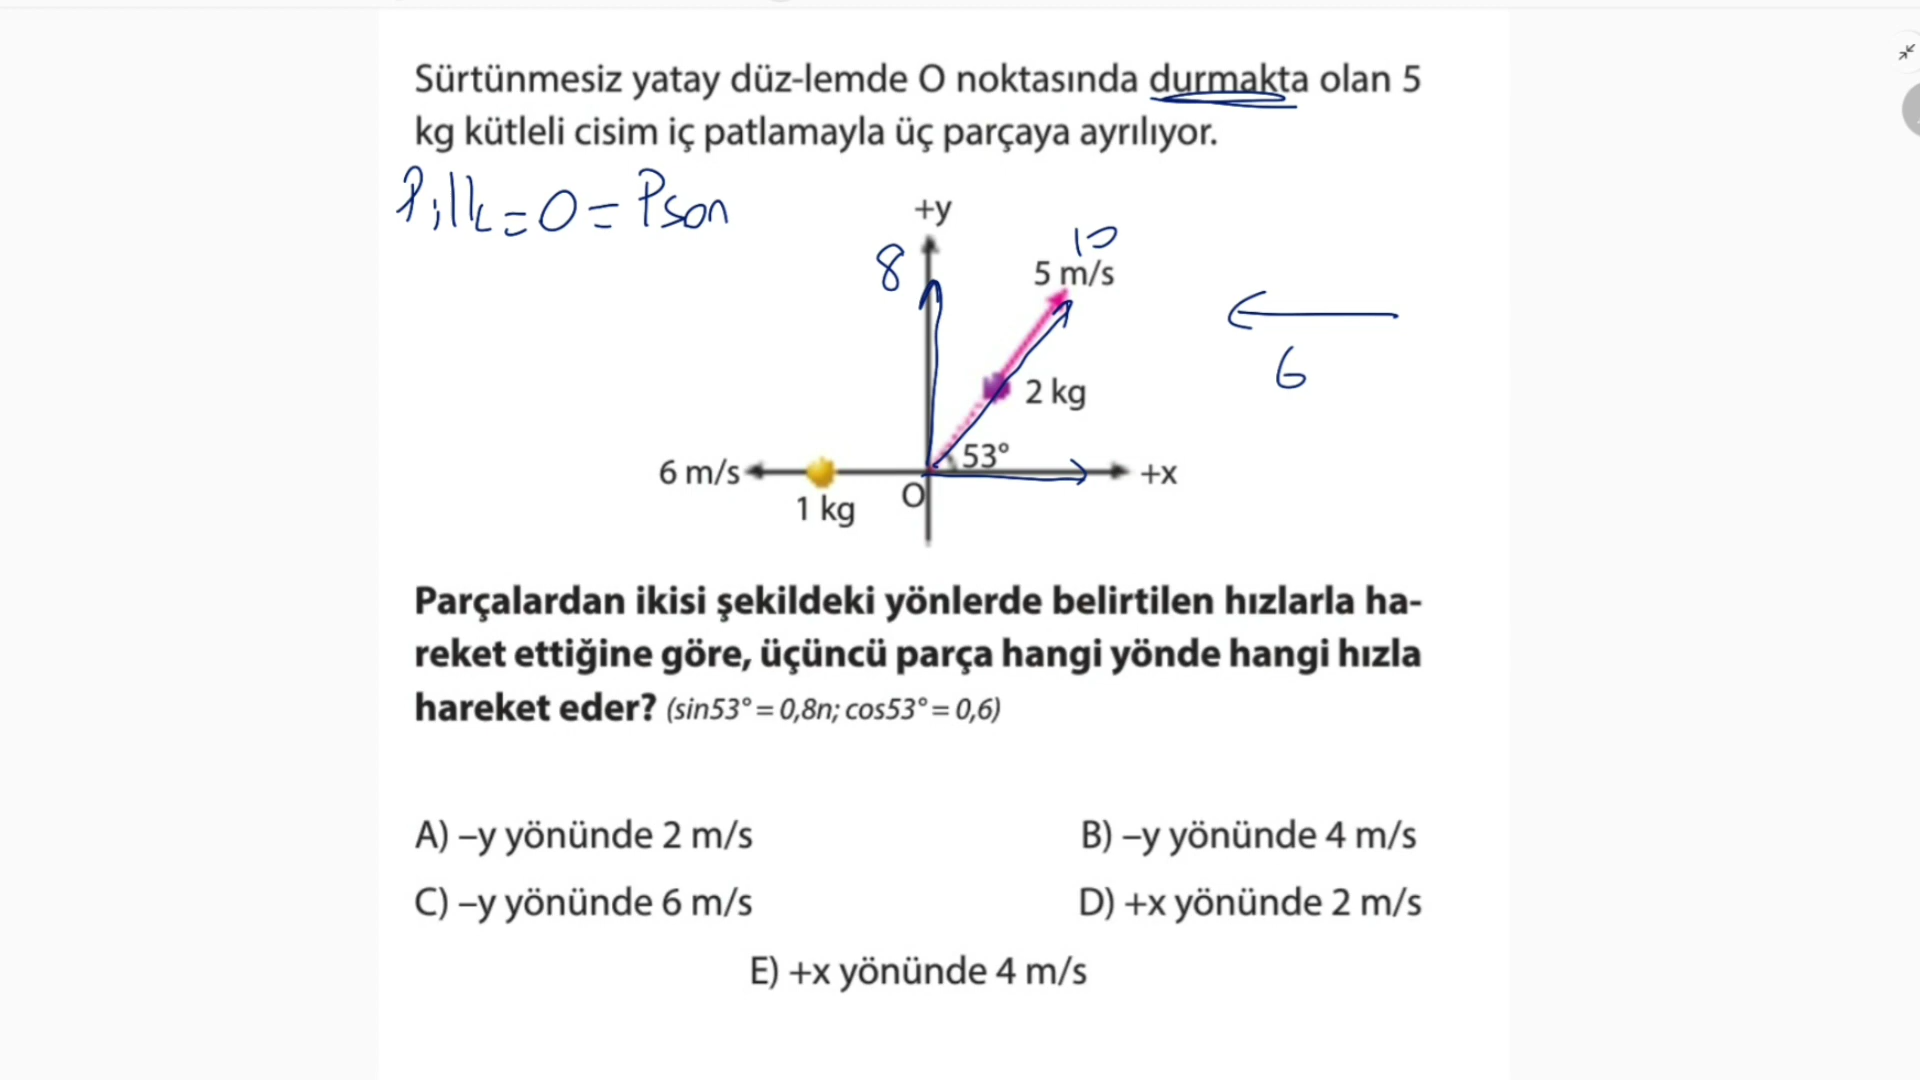 Sürtünmesiz yatay düz-lemde O noktasında durmakta olan 5
kg kütleli cisim iç patlamayla üç parçaya ayrılıyor.
Pilk = 0 = Pson
+y
8
10
5 m/s
6
2 kg
53°
6 m/s
+x
O
1 kg
Parçalardan ikisi şekildeki yönlerde belirtilen hızlarla ha-
reket ettiğine göre, üçüncü parça hangi yönde hangi hızla
hareket eder? (sin53° = 0,8n; cos53° = 0,6)
A) –y yönünde 2 m/s
B) –y yönünde 4 m/s
C) –y yönünde 6 m/s
D) +x yönünde 2 m/s
E) +x yönünde 4 m/s